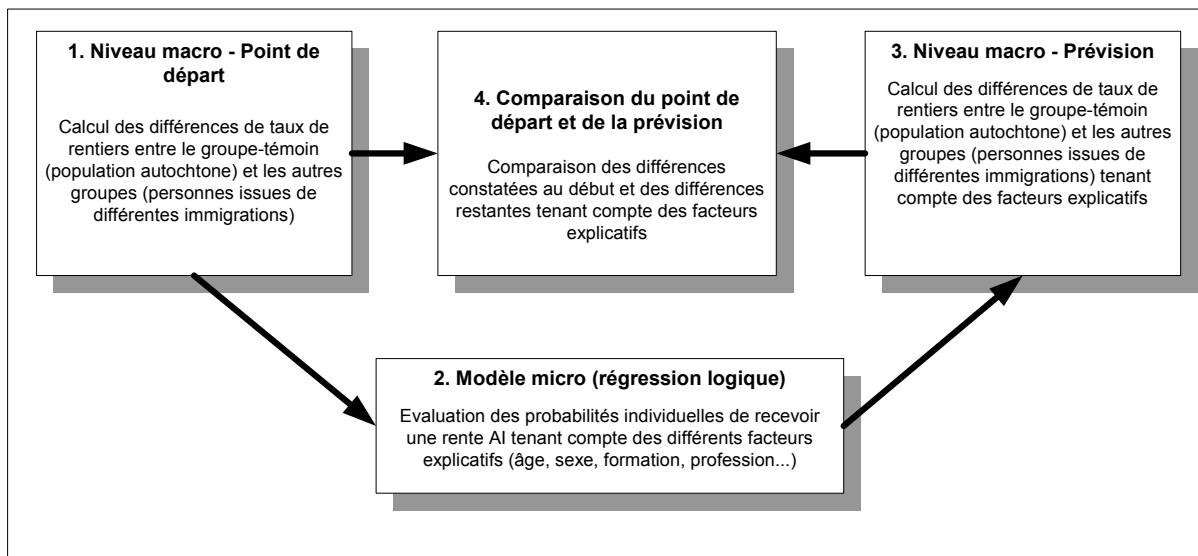 1. Niveau macro - Point de
départ
Calcul des différences de taux de
rentiers entre le groupe-témoin
(population autochtone) et les autres
groupes (personnes issues de
différentes immigrations)
4. Comparaison du point de
départ et de la prévision
Comparaison des différences
constatées au début et des différences
restantes tenant compte des facteurs
explicatifs
3. Niveau macro - Prévision
Calcul des différences de taux de
rentiers entre le groupe-témoin
(population autochtone) et les autres
groupes (personnes issues de
différentes immigrations) tenant
compte des facteurs explicatifs
2. Modèle micro (régression logique)
Evaluation des probabilités individuelles de recevoir
une rente AI tenant compte des différents facteurs
explicatifs (âge, sexe, formation, profession...)